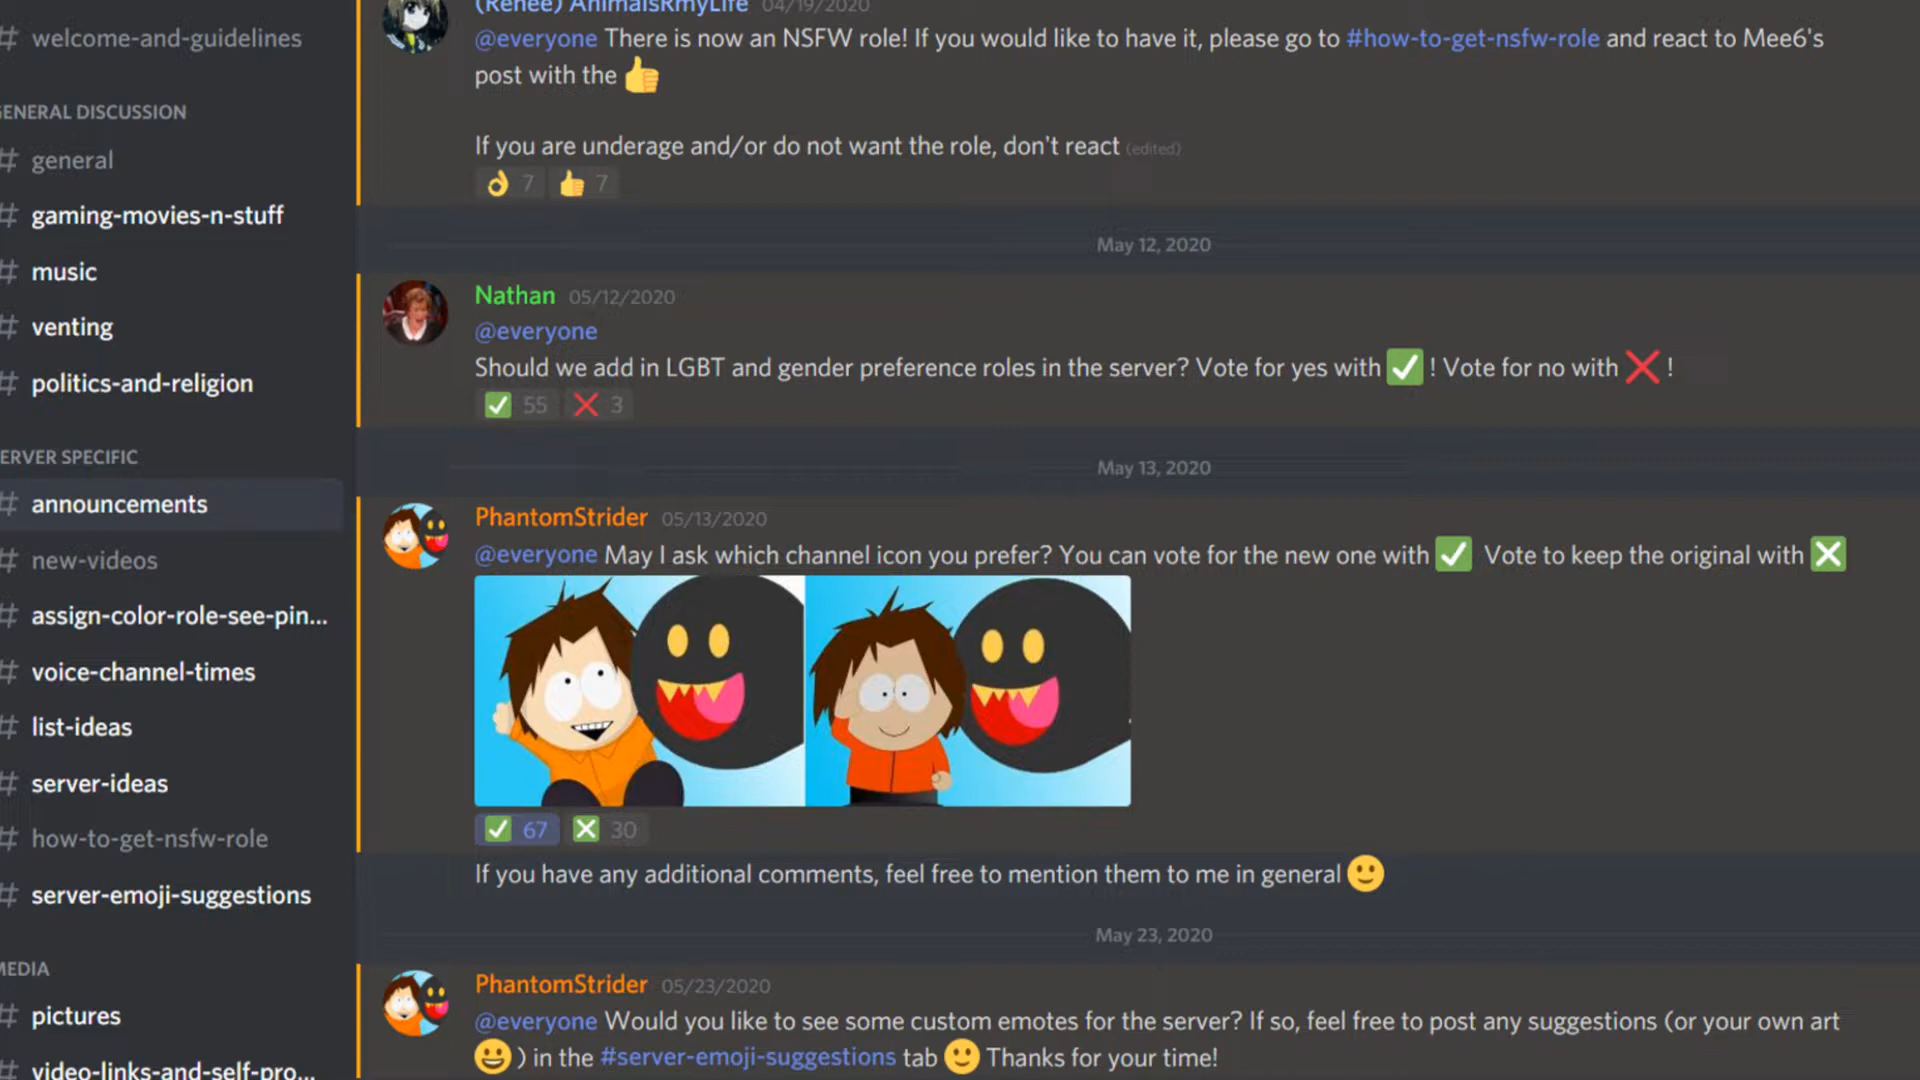 # welcome-and-guidelines
GENERAL DISCUSSION
# general
# gaming-movies-n-stuff
# music
# venting
# politics-and-religion
ERVER SPECIFIC
# announcements
# new-videos
# assign-color-role-see-pin...
# voice-channel-times
# list-ideas
# server-ideas
# how-to-get-nsfw-role
# server-emoji-suggestions
MEDIA
# pictures
# video-links-and-self-pro...
(Renee) AnimalsRmyLife 04/19/2020
@everyone There is now an NSFW role! If you would like to have it, please go to #how-to-get-nsfw-role and react to Mee6's
post with the 👍
If you are underage and/or do not want the role, don't react (edited)
👌 7 👍 7
May 12, 2020
Nathan 05/12/2020
@everyone
Should we add in LGBT and gender preference roles in the server? Vote for yes with ✅ ! Vote for no with ❌ !
✅ 55 ❌ 3
May 13, 2020
PhantomStrider 05/13/2020
@everyone May I ask which channel icon you prefer? You can vote for the new one with ✅ Vote to keep the original with ❎
✅ 67 ❎ 30
If you have any additional comments, feel free to mention them to me in general 🙂
May 23, 2020
PhantomStrider 05/23/2020
@everyone Would you like to see some custom emotes for the server? If so, feel free to post any suggestions (or your own art
😀 ) in the #server-emoji-suggestions tab 🙂 Thanks for your time!